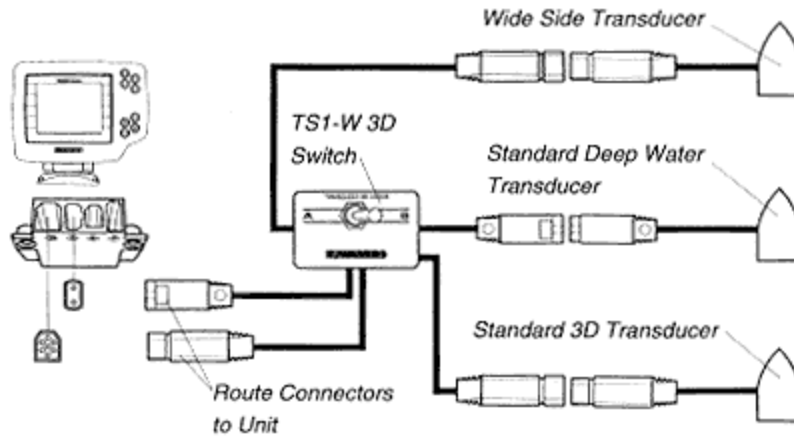 Wide Side Transducer
TS1-W 3D
Switch
Standard Deep Water
Transducer
Standard 3D Transducer
Route Connectors
to Unit